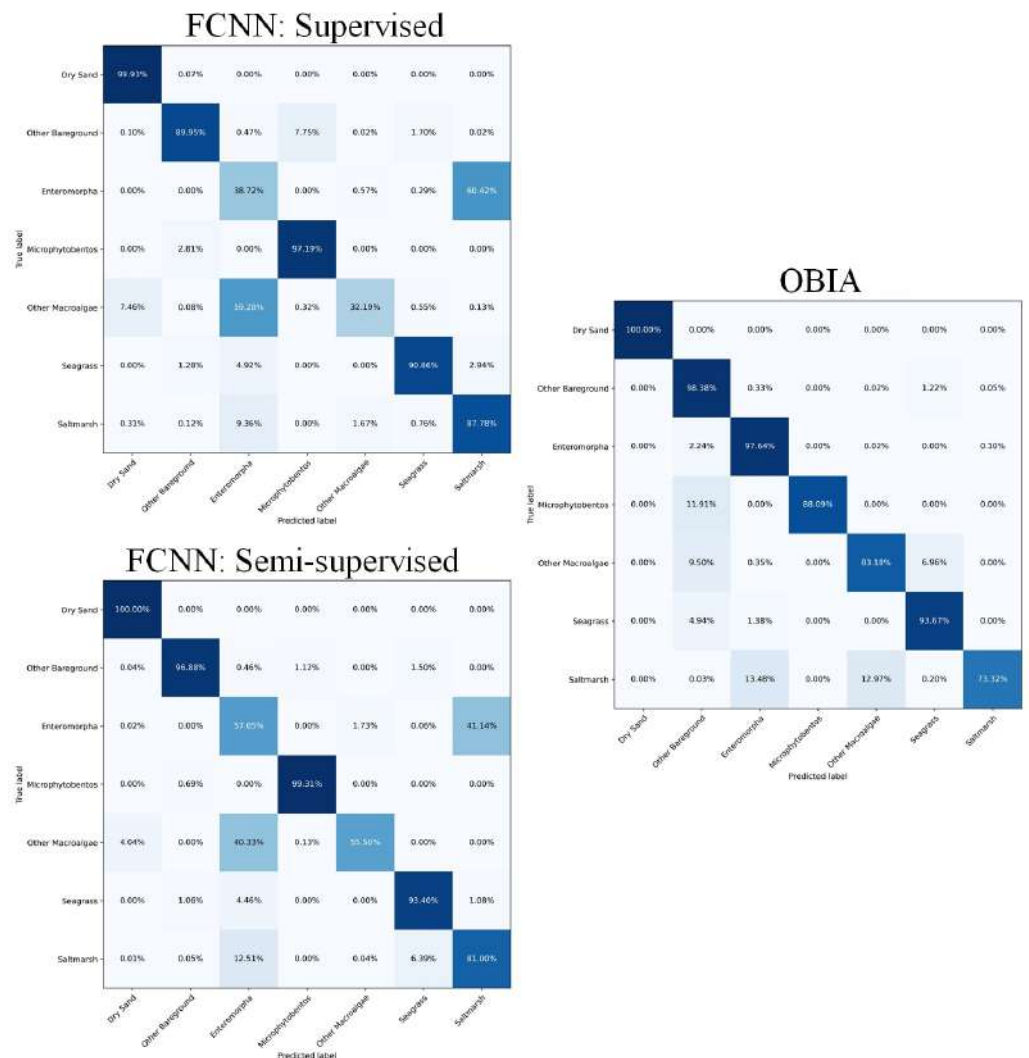 FCNN: Supervised
Dry Sand 99.93% 0.07% 0.00% 0.00% 0.00% 0.00% 0.00%
Other Bareground 0.10% 89.95% 0.47% 7.75% 0.02% 1.70% 0.02%
Enteromorpha 0.00% 0.00% 38.72% 0.00% 0.57% 0.29% 60.42%
Microphytobentos 0.00% 2.81% 0.00% 97.19% 0.00% 0.00% 0.00%
True label
Other Macroalgae 7.46% 0.08% 59.28% 0.32% 32.19% 0.55% 0.13%
Seagrass 0.00% 1.28% 4.92% 0.00% 0.00% 90.86% 2.94%
Saltmarsh 0.31% 0.12% 9.36% 0.00% 1.67% 0.76% 87.78%
Dry Sand Other Bareground Enteromorpha Microphytobentos Other Macroalgae Seagrass Saltmarsh
Predicted label
FCNN: Semi-supervised
Dry Sand 100.00% 0.00% 0.00% 0.00% 0.00% 0.00% 0.00%
Other Bareground 0.04% 96.88% 0.46% 1.12% 0.00% 1.50% 0.00%
Enteromorpha 0.02% 0.00% 57.05% 0.00% 1.73% 0.06% 41.14%
Microphytobentos 0.00% 0.69% 0.00% 99.31% 0.00% 0.00% 0.00%
True label
Other Macroalgae 4.04% 0.00% 40.33% 0.13% 55.50% 0.00% 0.00%
Seagrass 0.00% 1.06% 4.46% 0.00% 0.00% 93.40% 1.08%
Saltmarsh 0.01% 0.05% 12.51% 0.00% 0.04% 6.39% 81.00%
Dry Sand Other Bareground Enteromorpha Microphytobentos Other Macroalgae Seagrass Saltmarsh
Predicted label
OBIA
Dry Sand 100.00% 0.00% 0.00% 0.00% 0.00% 0.00% 0.00%
Other Bareground 0.00% 98.38% 0.33% 0.00% 0.02% 1.22% 0.05%
Enteromorpha 0.00% 2.24% 97.64% 0.00% 0.02% 0.00% 0.10%
Microphytobentos 0.00% 11.91% 0.00% 88.09% 0.00% 0.00% 0.00%
True label
Other Macroalgae 0.00% 9.50% 0.35% 0.00% 83.18% 6.96% 0.00%
Seagrass 0.00% 4.94% 1.38% 0.00% 0.00% 93.67% 0.00%
Saltmarsh 0.00% 0.03% 13.48% 0.00% 12.97% 0.20% 73.32%
Dry Sand Other Bareground Enteromorpha Microphytobentos Other Macroalgae Seagrass Saltmarsh
Predicted label